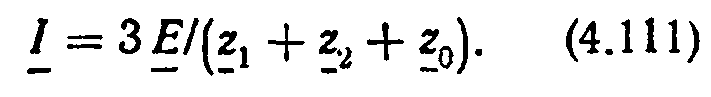 I = 3 E/(z₁ + z₂ + z₀). (4.111)